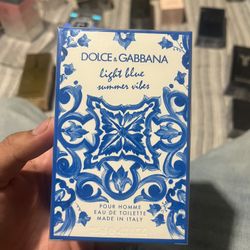 DOLCE & GABBANA
light blue
summer vibes
POUR HOMME
EAU DE TOILETTE
MADE IN ITALY